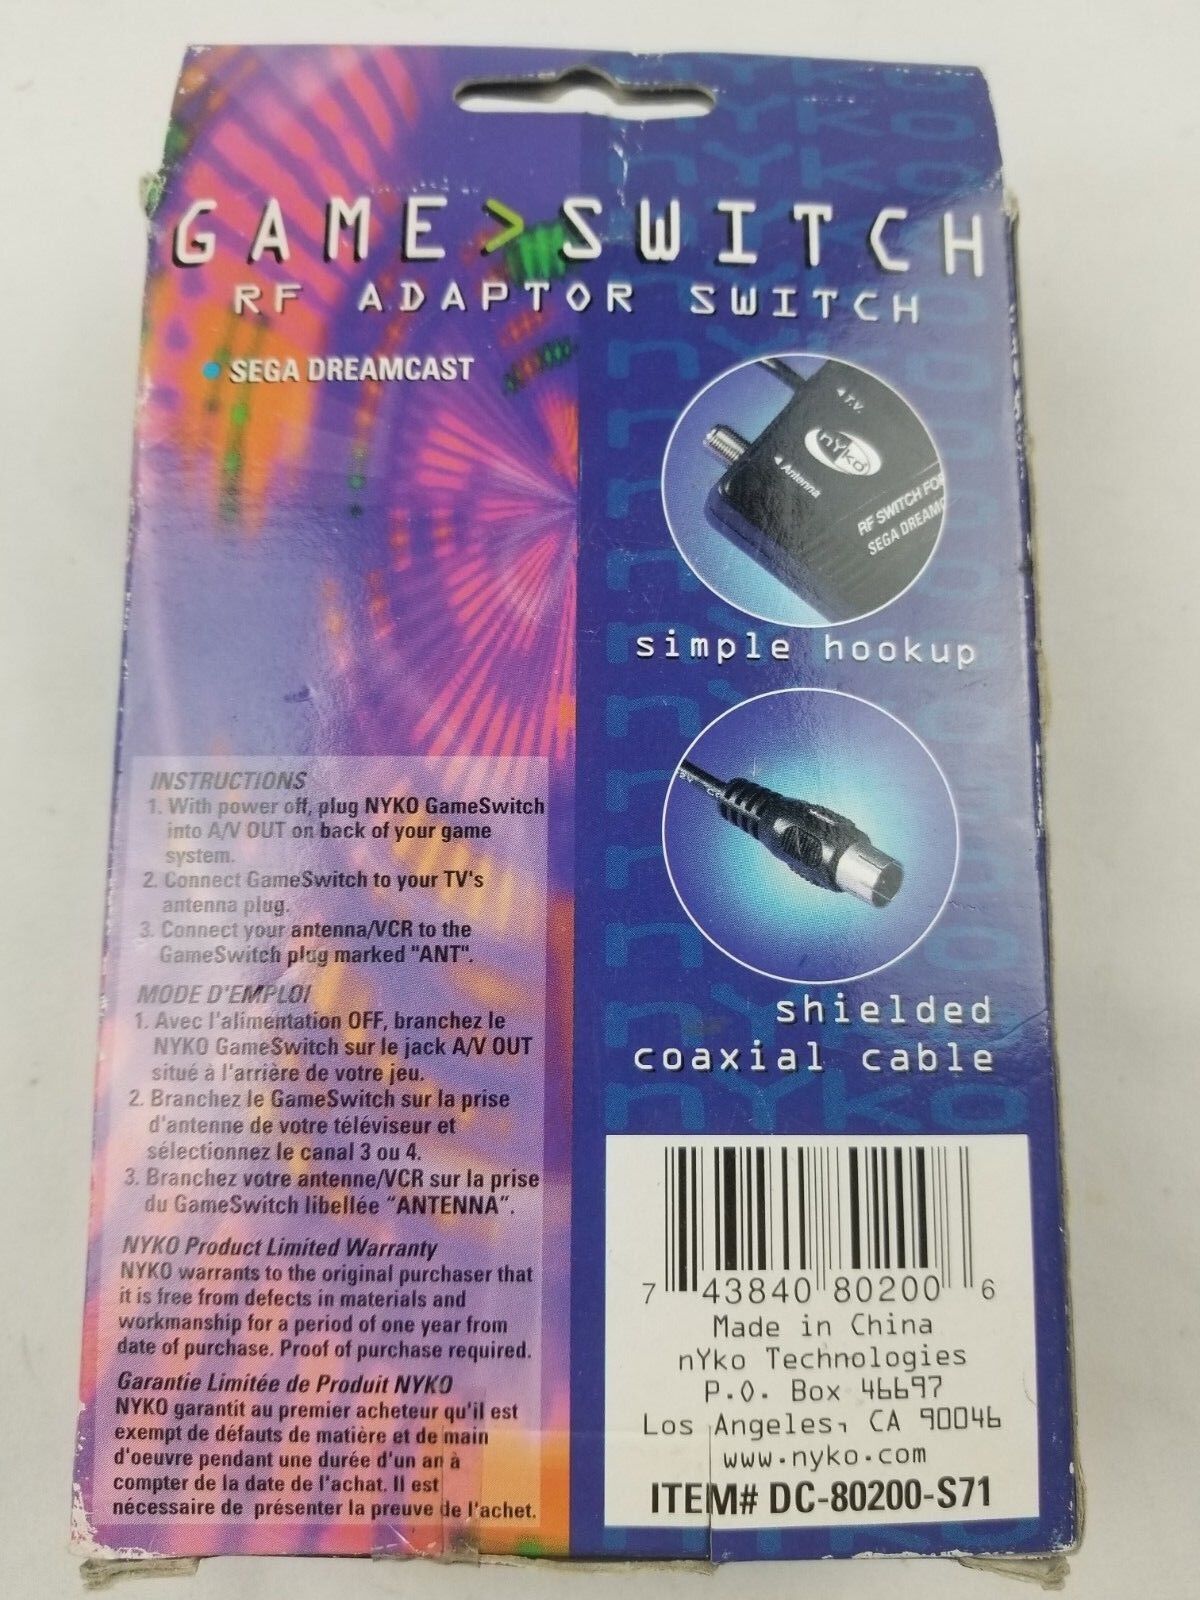 GAME>SWITCH
RF ADAPTOR SWITCH
• SEGA DREAMCAST
◄ T.V.
nYko
◄ Antenna
RF SWITCH FOR
SEGA DREAMC
simple hookup
shielded
coaxial cable
INSTRUCTIONS
1. With power off, plug NYKO GameSwitch
into A/V OUT on back of your game
system.
2. Connect GameSwitch to your TV's
antenna plug.
3. Connect your antenna/VCR to the
GameSwitch plug marked "ANT".
MODE D'EMPLOI
1. Avec l'alimentation OFF, branchez le
NYKO GameSwitch sur le jack A/V OUT
situé à l'arrière de votre jeu.
2. Branchez le GameSwitch sur la prise
d'antenne de votre téléviseur et
sélectionnez le canal 3 ou 4.
3. Branchez votre antenne/VCR sur la prise
du GameSwitch libellée "ANTENNA".
NYKO Product Limited Warranty
NYKO warrants to the original purchaser that
it is free from defects in materials and
workmanship for a period of one year from
date of purchase. Proof of purchase required.
Garantie Limitée de Produit NYKO
NYKO garantit au premier acheteur qu'il est
exempt de défauts de matière et de main
d'oeuvre pendant une durée d'un an à
compter de la date de l'achat. Il est
nécessaire de présenter la preuve de l'achet.
7 43840 80200 6
Made in China
nYko Technologies
P.O. Box 46697
Los Angeles, CA 90046
www.nyko.com
ITEM# DC-80200-S71